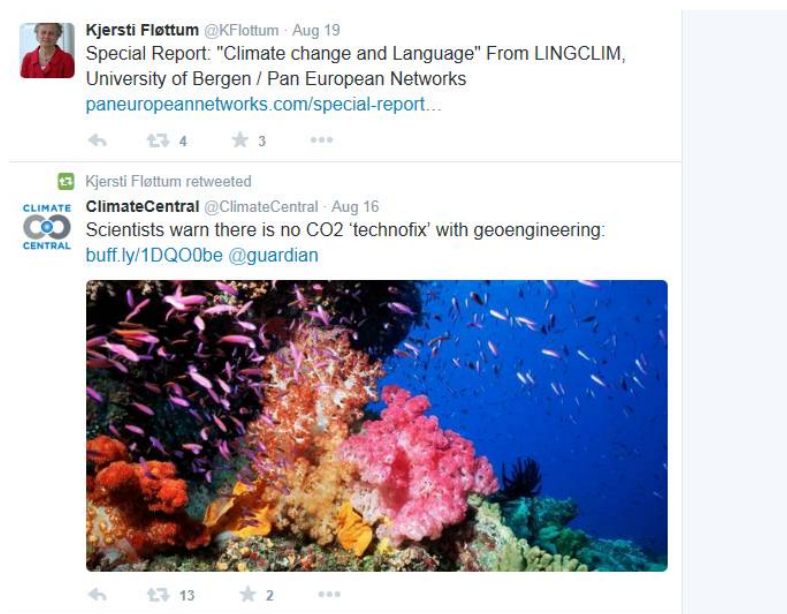 Kjersti Fløttum @KFlottum · Aug 19
Special Report: "Climate change and Language" From LINGCLIM,
University of Bergen / Pan European Networks
paneuropeannetworks.com/special-report…
4 3
Kjersti Fløttum retweeted
CLIMATE
CENTRAL
ClimateCentral @ClimateCentral · Aug 16
Scientists warn there is no CO2 ‘technofix’ with geoengineering:
buff.ly/1DQO0be @guardian
13 2